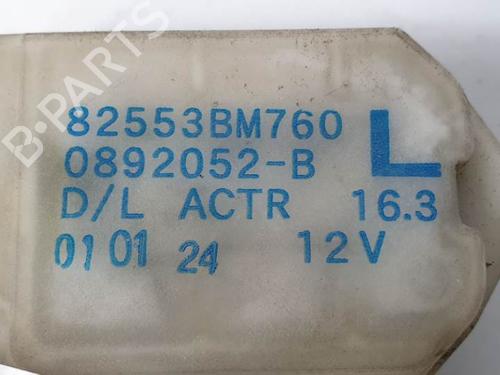 B-PARTS
82553BM760
0892052-B L
D/L ACTR 16.3
01 01 24 12V